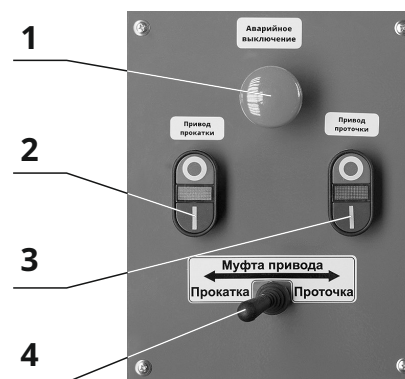 1
Аварийное
выключение
Привод
прокатки
Привод
проточки
2
3
Муфта привода
Прокатка
Проточка
4